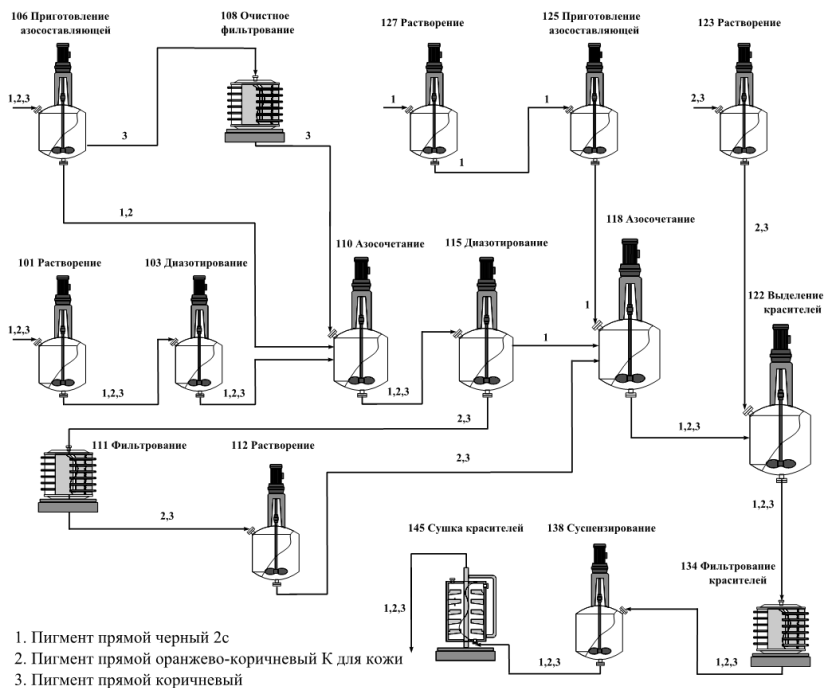 106 Приготовление
азосоставляющей
108 Очистное
фильтрование
127 Растворение
125 Приготовление
азосоставляющей
123 Растворение
1,2,3
3
3
1
1
1
2,3
1,2
2,3
101 Растворение
103 Диазотирование
110 Азосочетание
115 Диазотирование
118 Азосочетание
122 Выделение
красителей
1,2,3
1,2,3
1,2,3
1,2,3
1
1
1,2,3
2,3
111 Фильтрование
112 Растворение
2,3
2,3
1,2,3
145 Сушка красителей
138 Суспензирование
134 Фильтрование
красителей
1,2,3
1,2,3
1,2,3
1. Пигмент прямой черный 2с
2. Пигмент прямой оранжево-коричневый К для кожи
3. Пигмент прямой коричневый